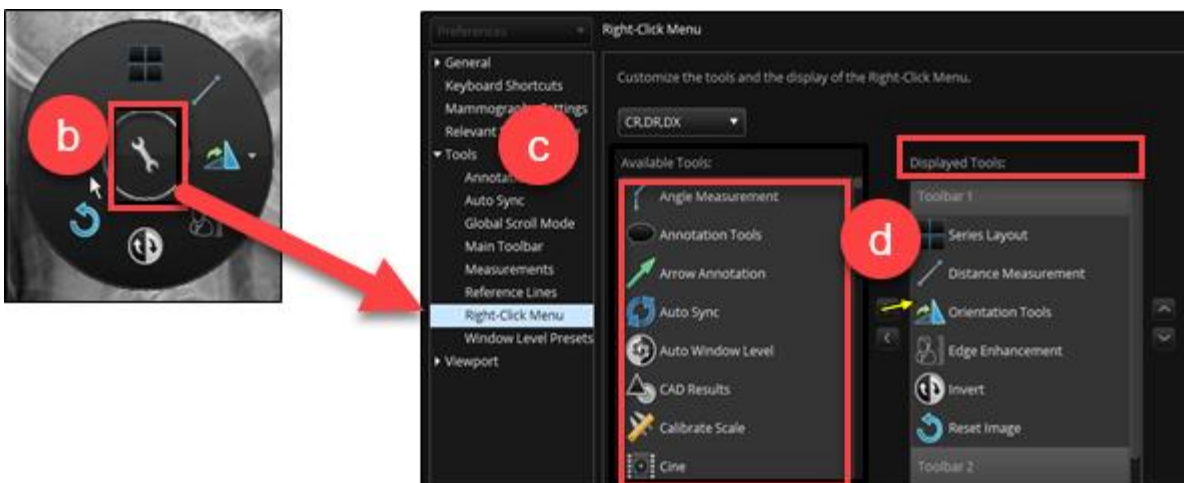 b
Preferences
Right-Click Menu
General
Keyboard Shortcuts
Mammography Settings
Relevant
Tools
Auto Sync
Global Scroll Mode
Main Toolbar
Measurements
Reference Lines
Right-Click Menu
Window Level Presets
Viewport
c
Customize the tools and the display of the Right-Click Menu.
CR,DR,DX
Available Tools:
Angle Measurement
Annotation Tools
Arrow Annotation
Auto Sync
Auto Window Level
CAD Results
Calibrate Scale
Cine
d
Displayed Tools:
Toolbar 1
Series Layout
Distance Measurement
Orientation Tools
Edge Enhancement
Invert
Reset Image
Toolbar 2